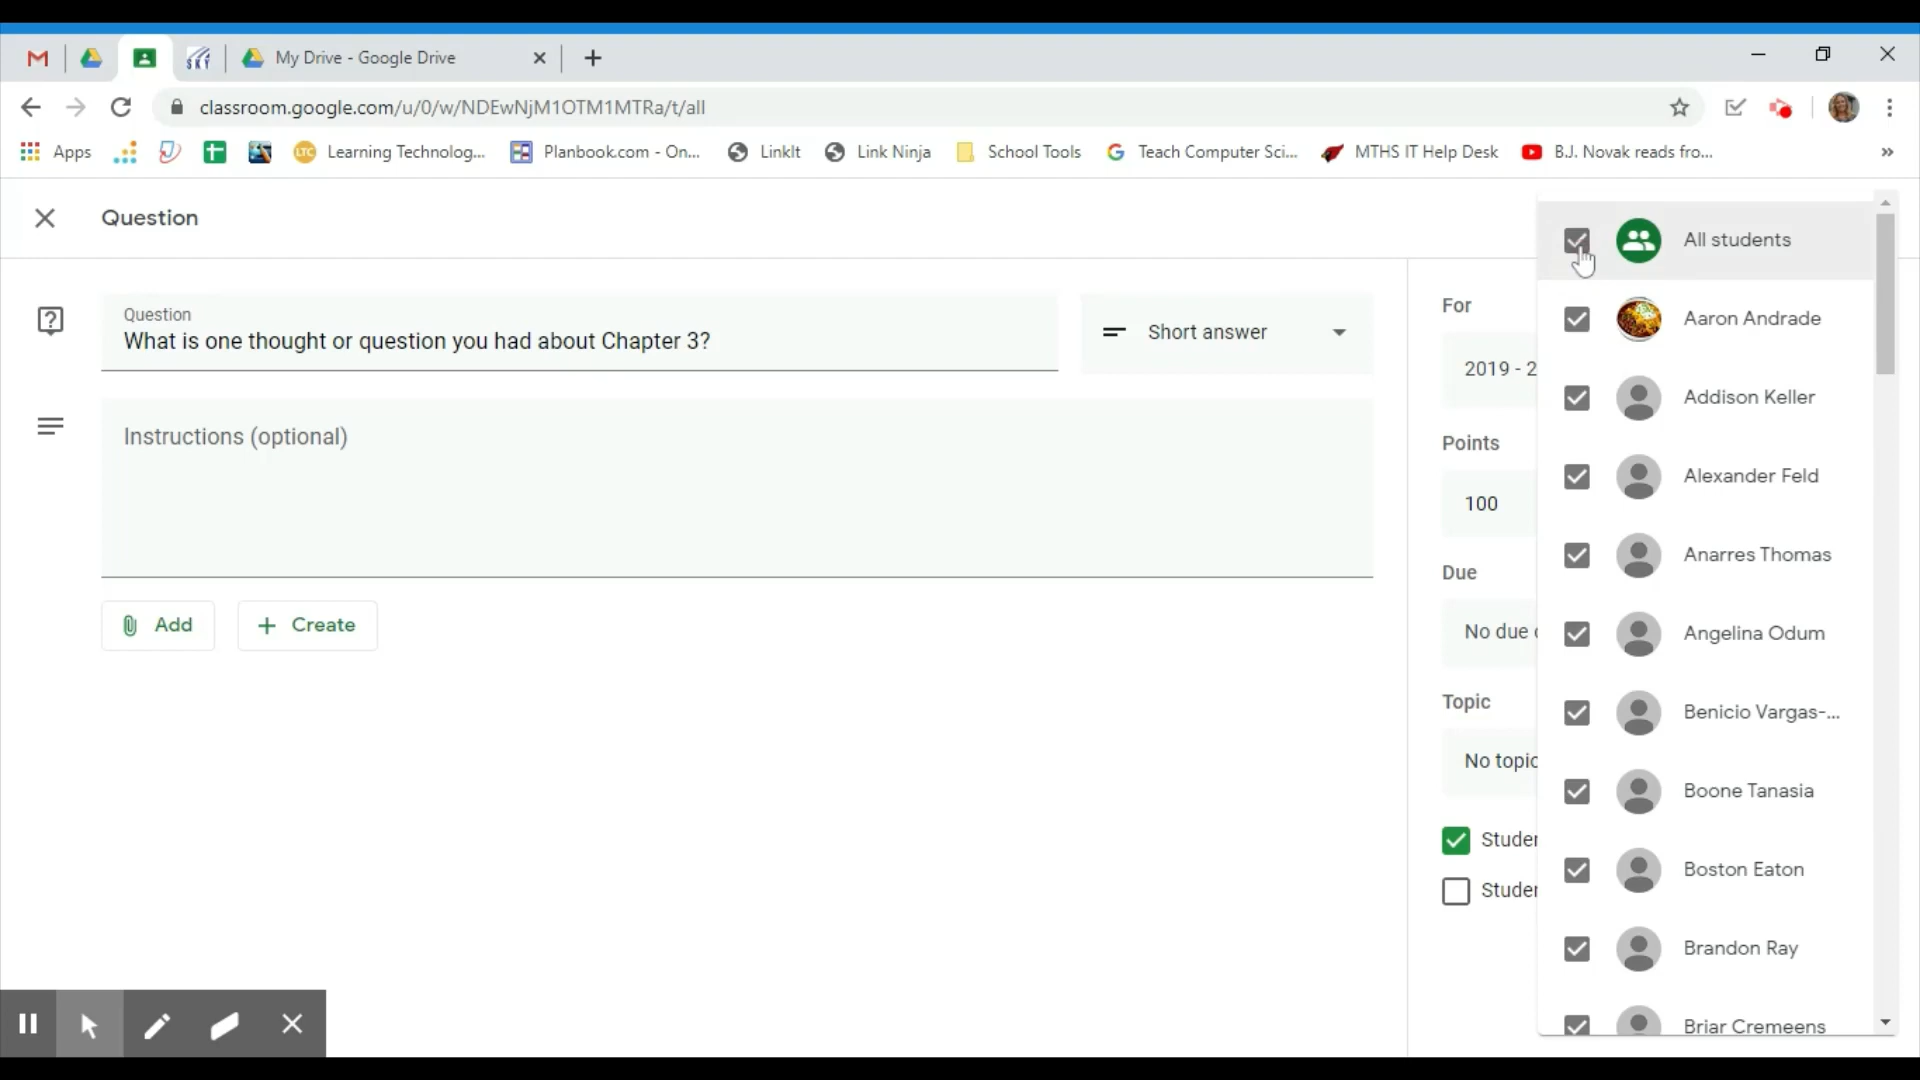 My Drive - Google Drive
classroom.google.com/u/0/w/NDEwNjM1OTM1MTRa/t/all
Apps
LTC
Learning Technolog...
Planbook.com - On...
LinkIt
Link Ninja
School Tools
Teach Computer Sci...
MTHS IT Help Desk
B.J. Novak reads fro...
Question
All students
Aaron Andrade
Addison Keller
Alexander Feld
Anarres Thomas
Angelina Odum
Benicio Vargas-...
Boone Tanasia
Boston Eaton
Brandon Ray
Briar Cremeens
Question
What is one thought or question you had about Chapter 3?
Short answer
Instructions (optional)
Add
Create
For
2019 - 2
Points
100
Due
No due
Topic
No topic
Studen
Studen